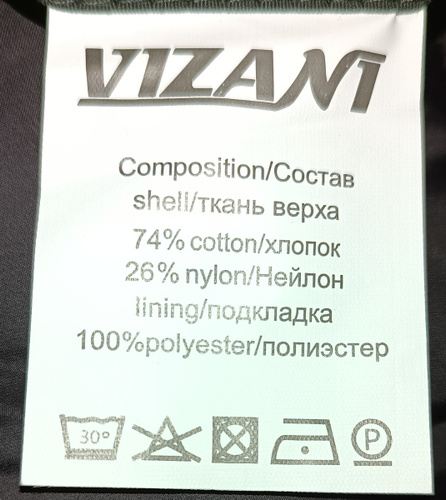 VIZANI
Composition/Состав
shell/ткань верха
74% cotton/хлопок
26% nylon/Нейлон
lining/подкладка
100%polyester/полиэстер
30° P